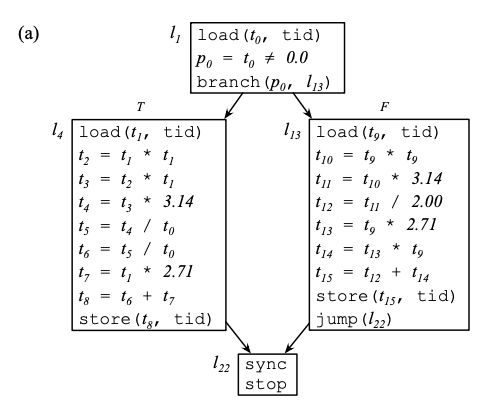 (a)
l1
load(t0, tid)
p0 = t0 ≠ 0.0
branch(p0, l13)
T
l4
load(t1, tid)
t2 = t1 * t1
t3 = t2 * t1
t4 = t3 * 3.14
t5 = t4 / t0
t6 = t5 / t0
t7 = t1 * 2.71
t8 = t6 + t7
store(t8, tid)
F
l13
load(t9, tid)
t10 = t9 * t9
t11 = t10 * 3.14
t12 = t11 / 2.00
t13 = t9 * 2.71
t14 = t13 * t9
t15 = t12 + t14
store(t15, tid)
jump(l22)
l22
sync
stop